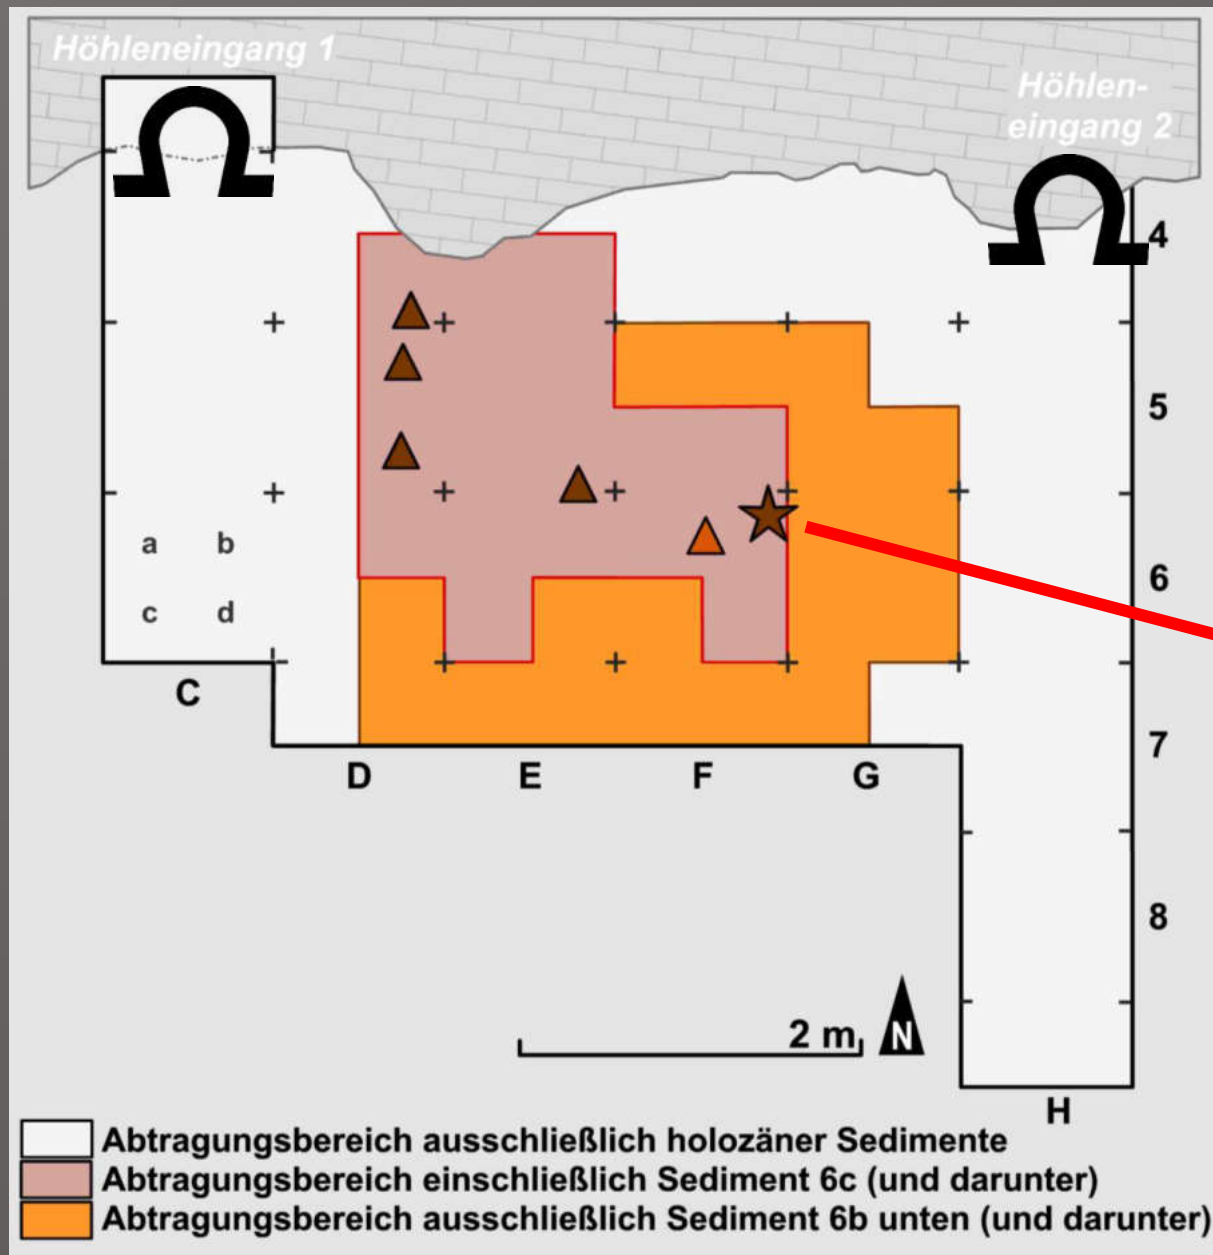 Höhleneingang 1
Höhlen-
eingang 2
4
5
a b
c d
6
C
7
D E F G
8
2 m
N
H
Abtragungsbereich ausschließlich holozäner Sedimente
Abtragungsbereich einschließlich Sediment 6c (und darunter)
Abtragungsbereich ausschließlich Sediment 6b unten (und darunter)